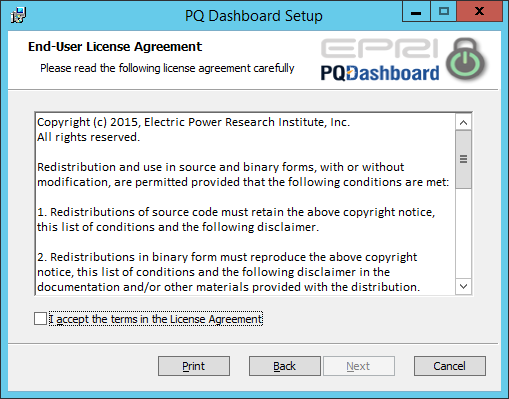 PQ Dashboard Setup
End-User License Agreement
Please read the following license agreement carefully
EPRI
PQDashboard
Copyright (c) 2015, Electric Power Research Institute, Inc.
All rights reserved.
Redistribution and use in source and binary forms, with or without
modification, are permitted provided that the following conditions are met:
1. Redistributions of source code must retain the above copyright notice,
this list of conditions and the following disclaimer.
2. Redistributions in binary form must reproduce the above copyright
notice, this list of conditions and the following disclaimer in the
documentation and/or other materials provided with the distribution.
I accept the terms in the License Agreement
Print Back Next Cancel